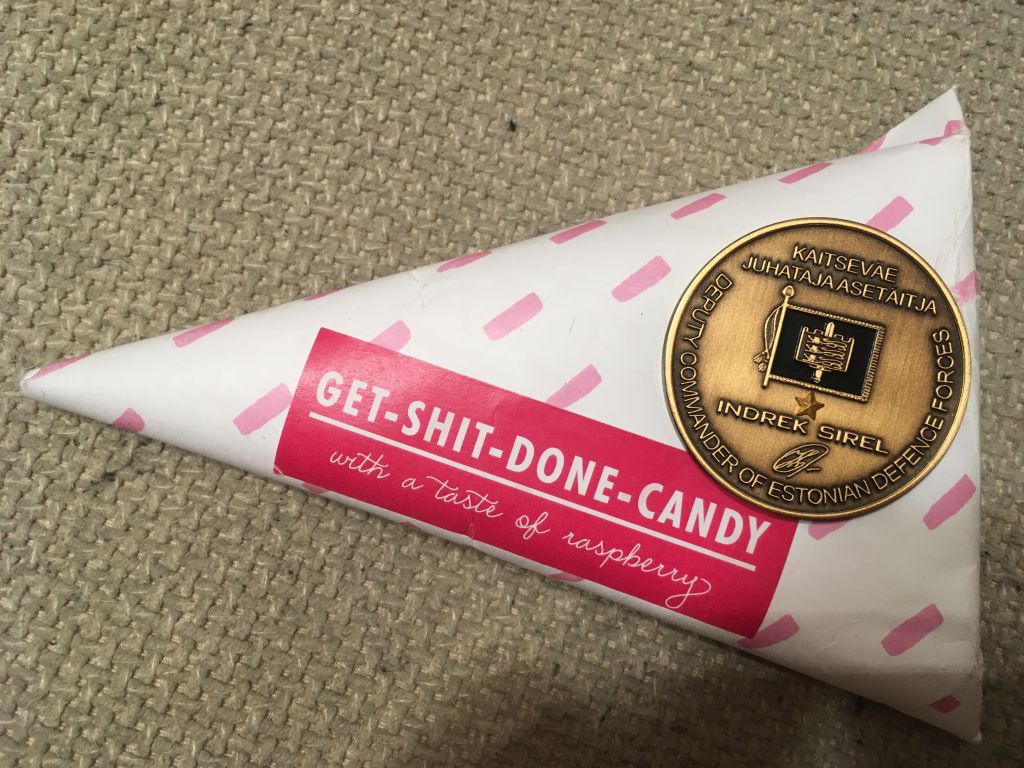 GET-SHIT-DONE-CANDY
with a taste of raspberry
KAITSEVÄE
JUHATAJA ASETÄITJA
INDREK SIREL
DEPUTY COMMANDER OF ESTONIAN DEFENCE FORCES